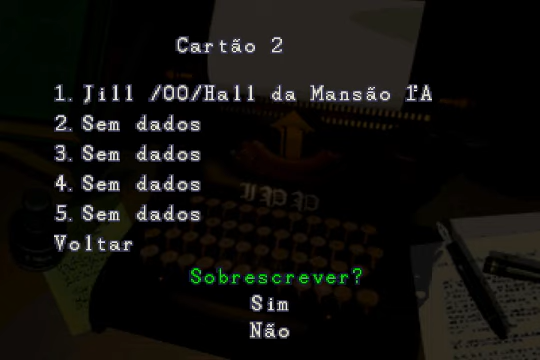 Cartão 2
1. Jill /00/Hall da Mansão 1ºA
2. Sem dados
3. Sem dados
4. Sem dados
5. Sem dados
Voltar
Sobrescrever?
Sim
Não